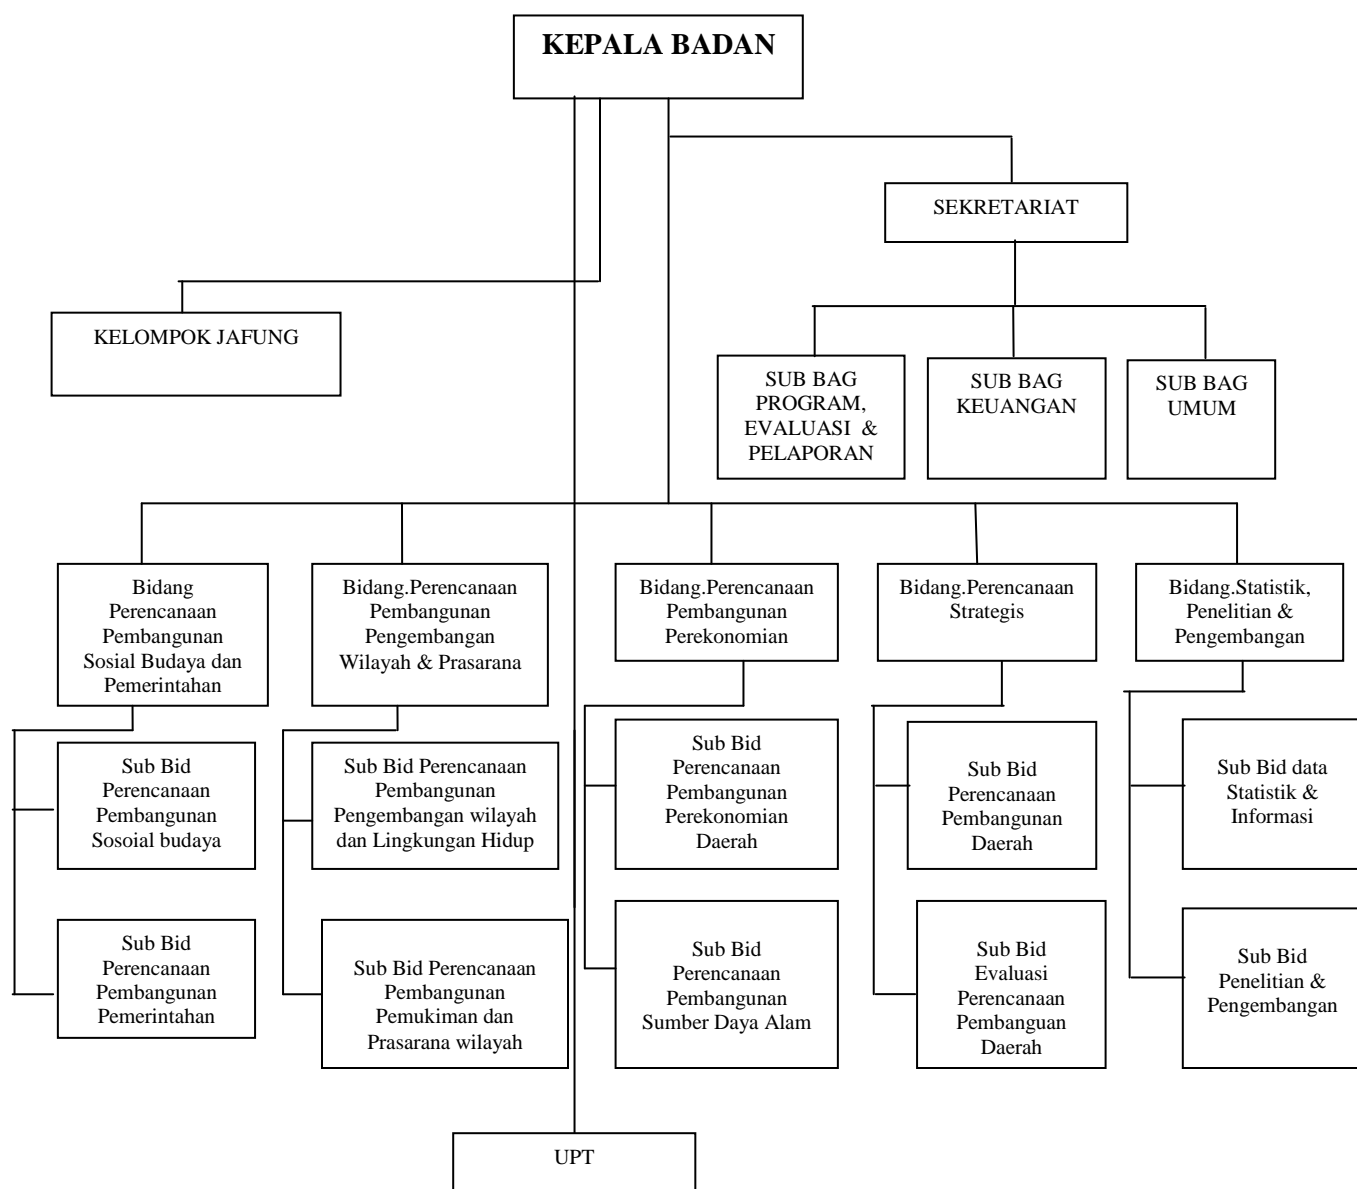 KEPALA BADAN
SEKRETARIAT
KELOMPOK JAFUNG
SUB BAG
PROGRAM,
EVALUASI &
PELAPORAN
SUB BAG
KEUANGAN
SUB BAG
UMUM
Bidang
Perencanaan
Pembangunan
Sosial Budaya dan
Pemerintahan
Bidang.Perencanaan
Pembangunan
Pengembangan
Wilayah & Prasarana
Bidang.Perencanaan
Pembangunan
Perekonomian
Bidang.Perencanaan
Strategis
Bidang.Statistik,
Penelitian &
Pengembangan
Sub Bid
Perencanaan
Pembangunan
Sosoial budaya
Sub Bid Perencanaan
Pembangunan
Pengembangan wilayah
dan Lingkungan Hidup
Sub Bid
Perencanaan
Pembangunan
Perekonomian
Daerah
Sub Bid
Perencanaan
Pembangunan
Daerah
Sub Bid data
Statistik &
Informasi
Sub Bid
Perencanaan
Pembangunan
Pemerintahan
Sub Bid Perencanaan
Pembangunan
Pemukiman dan
Prasarana wilayah
Sub Bid
Perencanaan
Pembangunan
Sumber Daya Alam
Sub Bid
Evaluasi
Perencanaan
Pembanguan
Daerah
Sub Bid
Penelitian &
Pengembangan
UPT